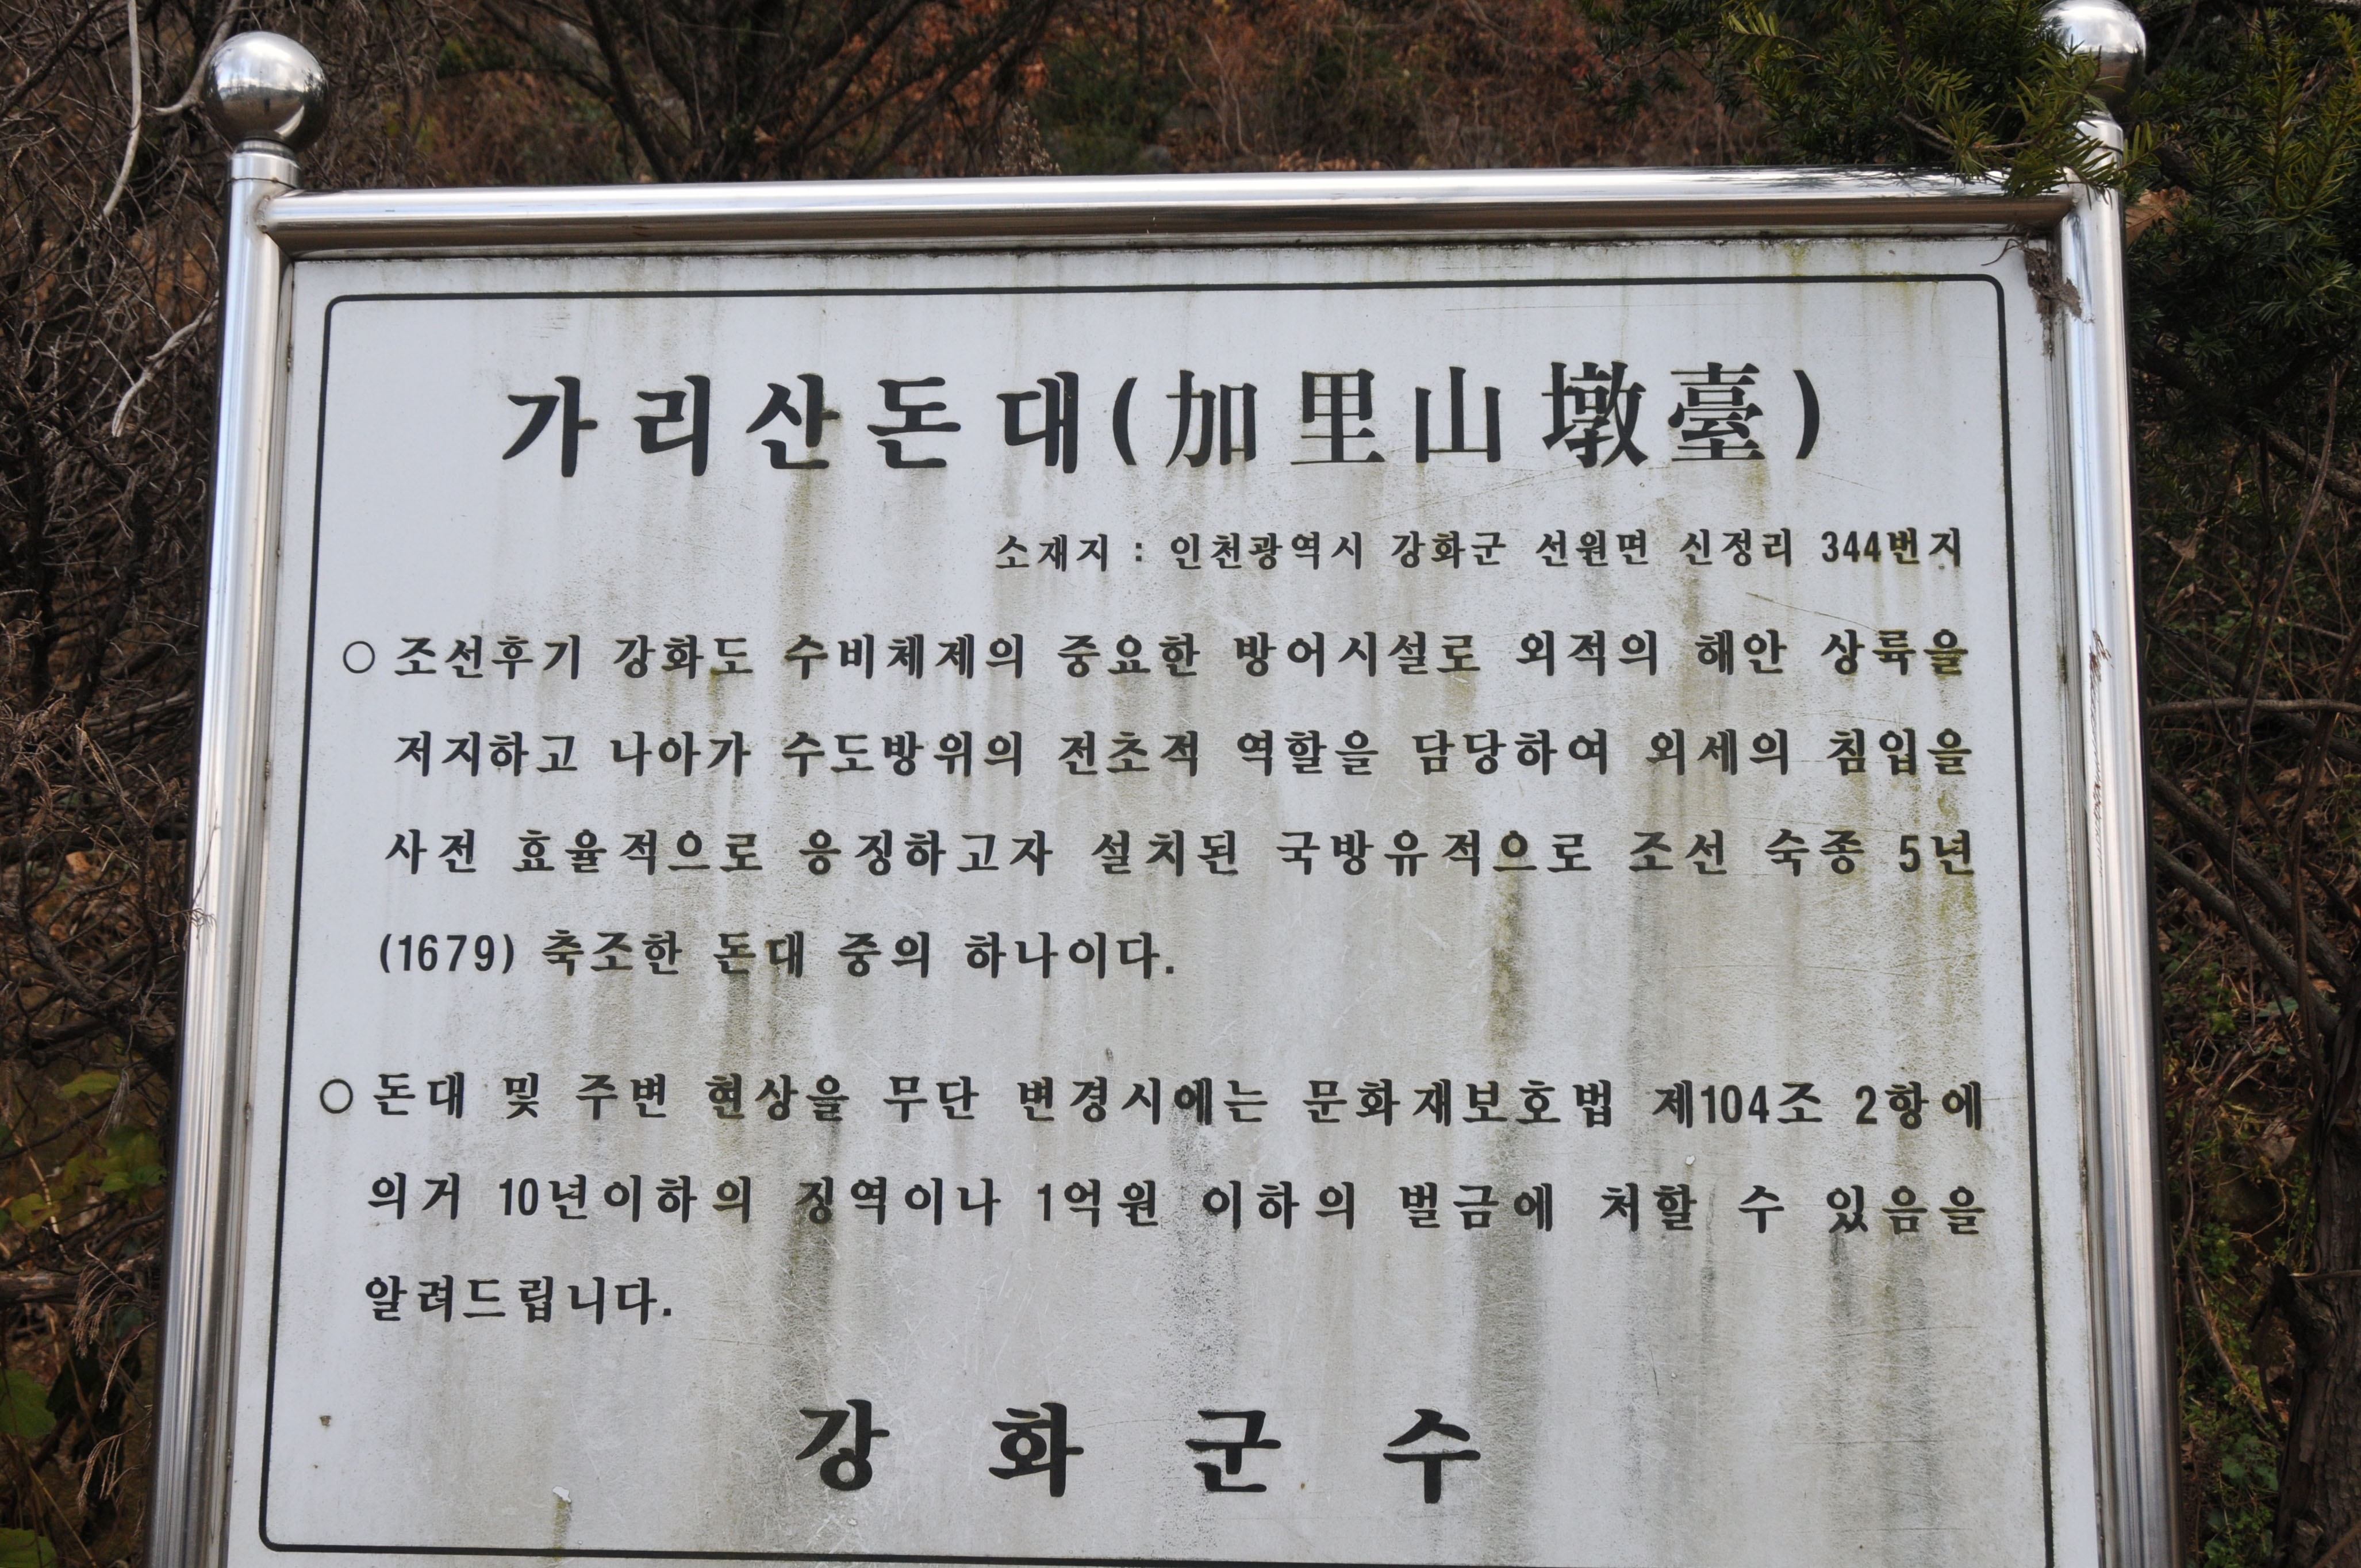 가리산돈대(加里山墩臺)
소재지 : 인천광역시 강화군 선원면 신정리 344번지
○ 조선후기 강화도 수비체제의 중요한 방어시설로 외적의 해안 상륙을
저지하고 나아가 수도방위의 전초적 역할을 담당하여 외세의 침입을
사전 효율적으로 응징하고자 설치된 국방유적으로 조선 숙종 5년
(1679) 축조한 돈대 중의 하나이다.
○ 돈대 및 주변 현상을 무단 변경시에는 문화재보호법 제104조 2항에
의거 10년이하의 징역이나 1억원 이하의 벌금에 처할 수 있음을
알려드립니다.
강화군수